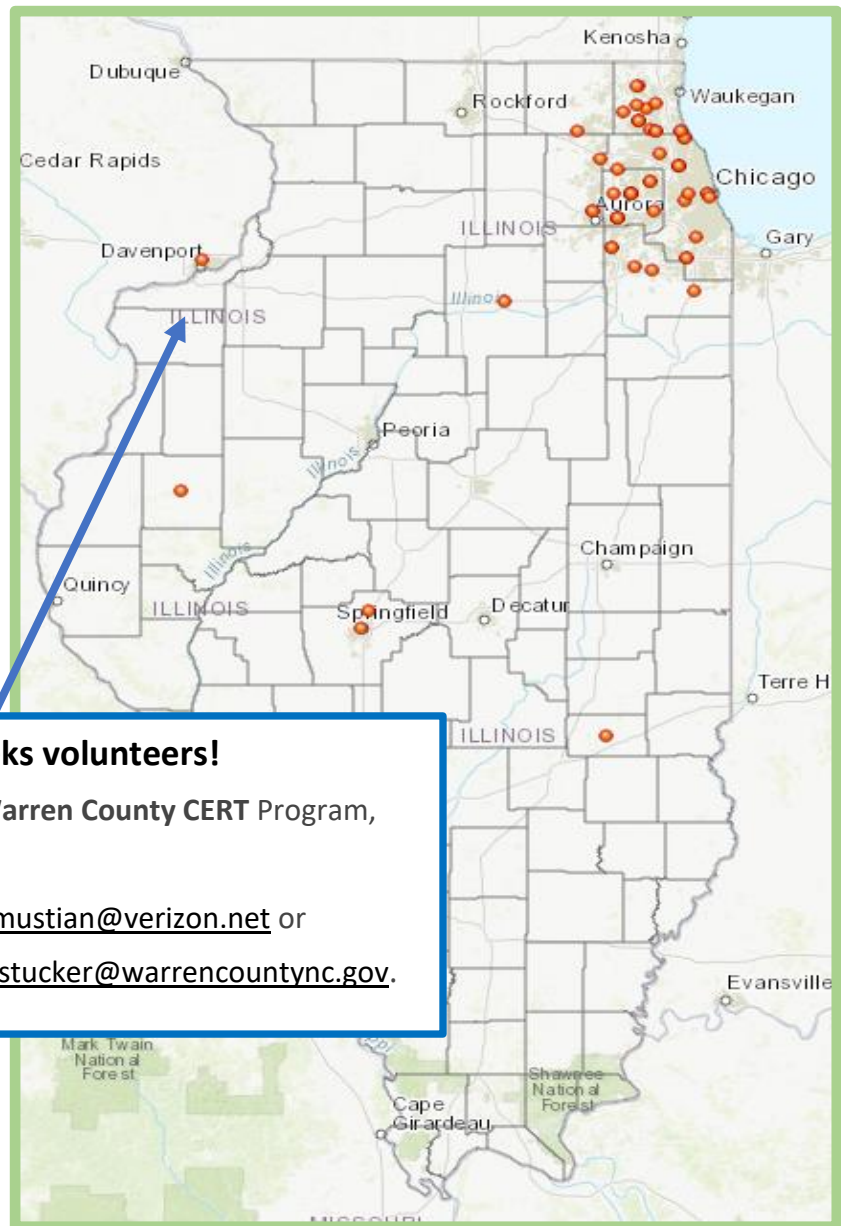 Kenosha
Dubuque
Rockford
Waukegan
Cedar Rapids
Chicago
Aurora
ILLINOIS
Davenport
Gary
Illinois
ILLINOIS
Peoria
Illinois
Champaign
Illinois
Quincy
ILLINOIS
Springfield
Decatur
Terre H
ILLINOIS
ks volunteers!
arren County CERT Program,
mustian@verizon.net or
stucker@warrencountync.gov.
Evansville
Mark Twain
National
Forest
Shawnee
National
Forest
Cape
Girardeau
MISSOURI